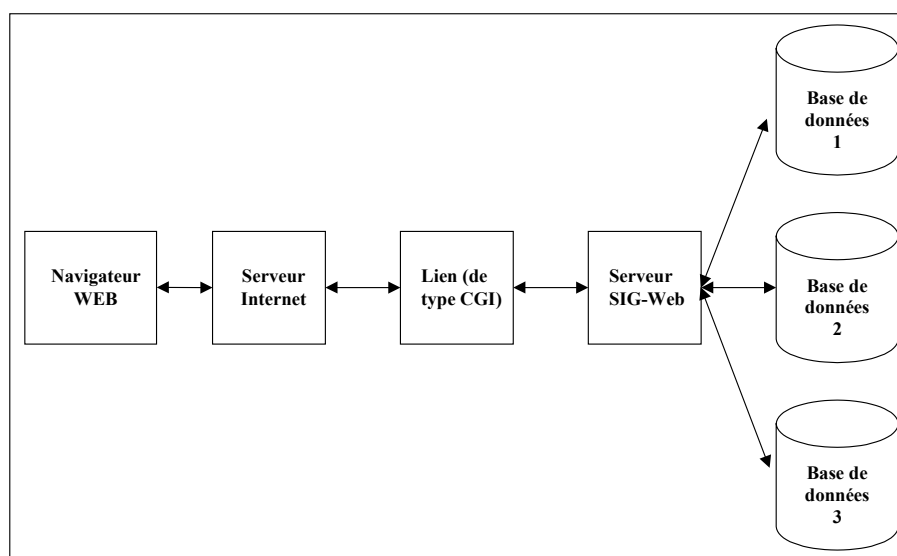 Navigateur
WEB
Serveur
Internet
Lien (de
type CGI)
Serveur
SIG-Web
Base de
données
1
Base de
données
2
Base de
données
3